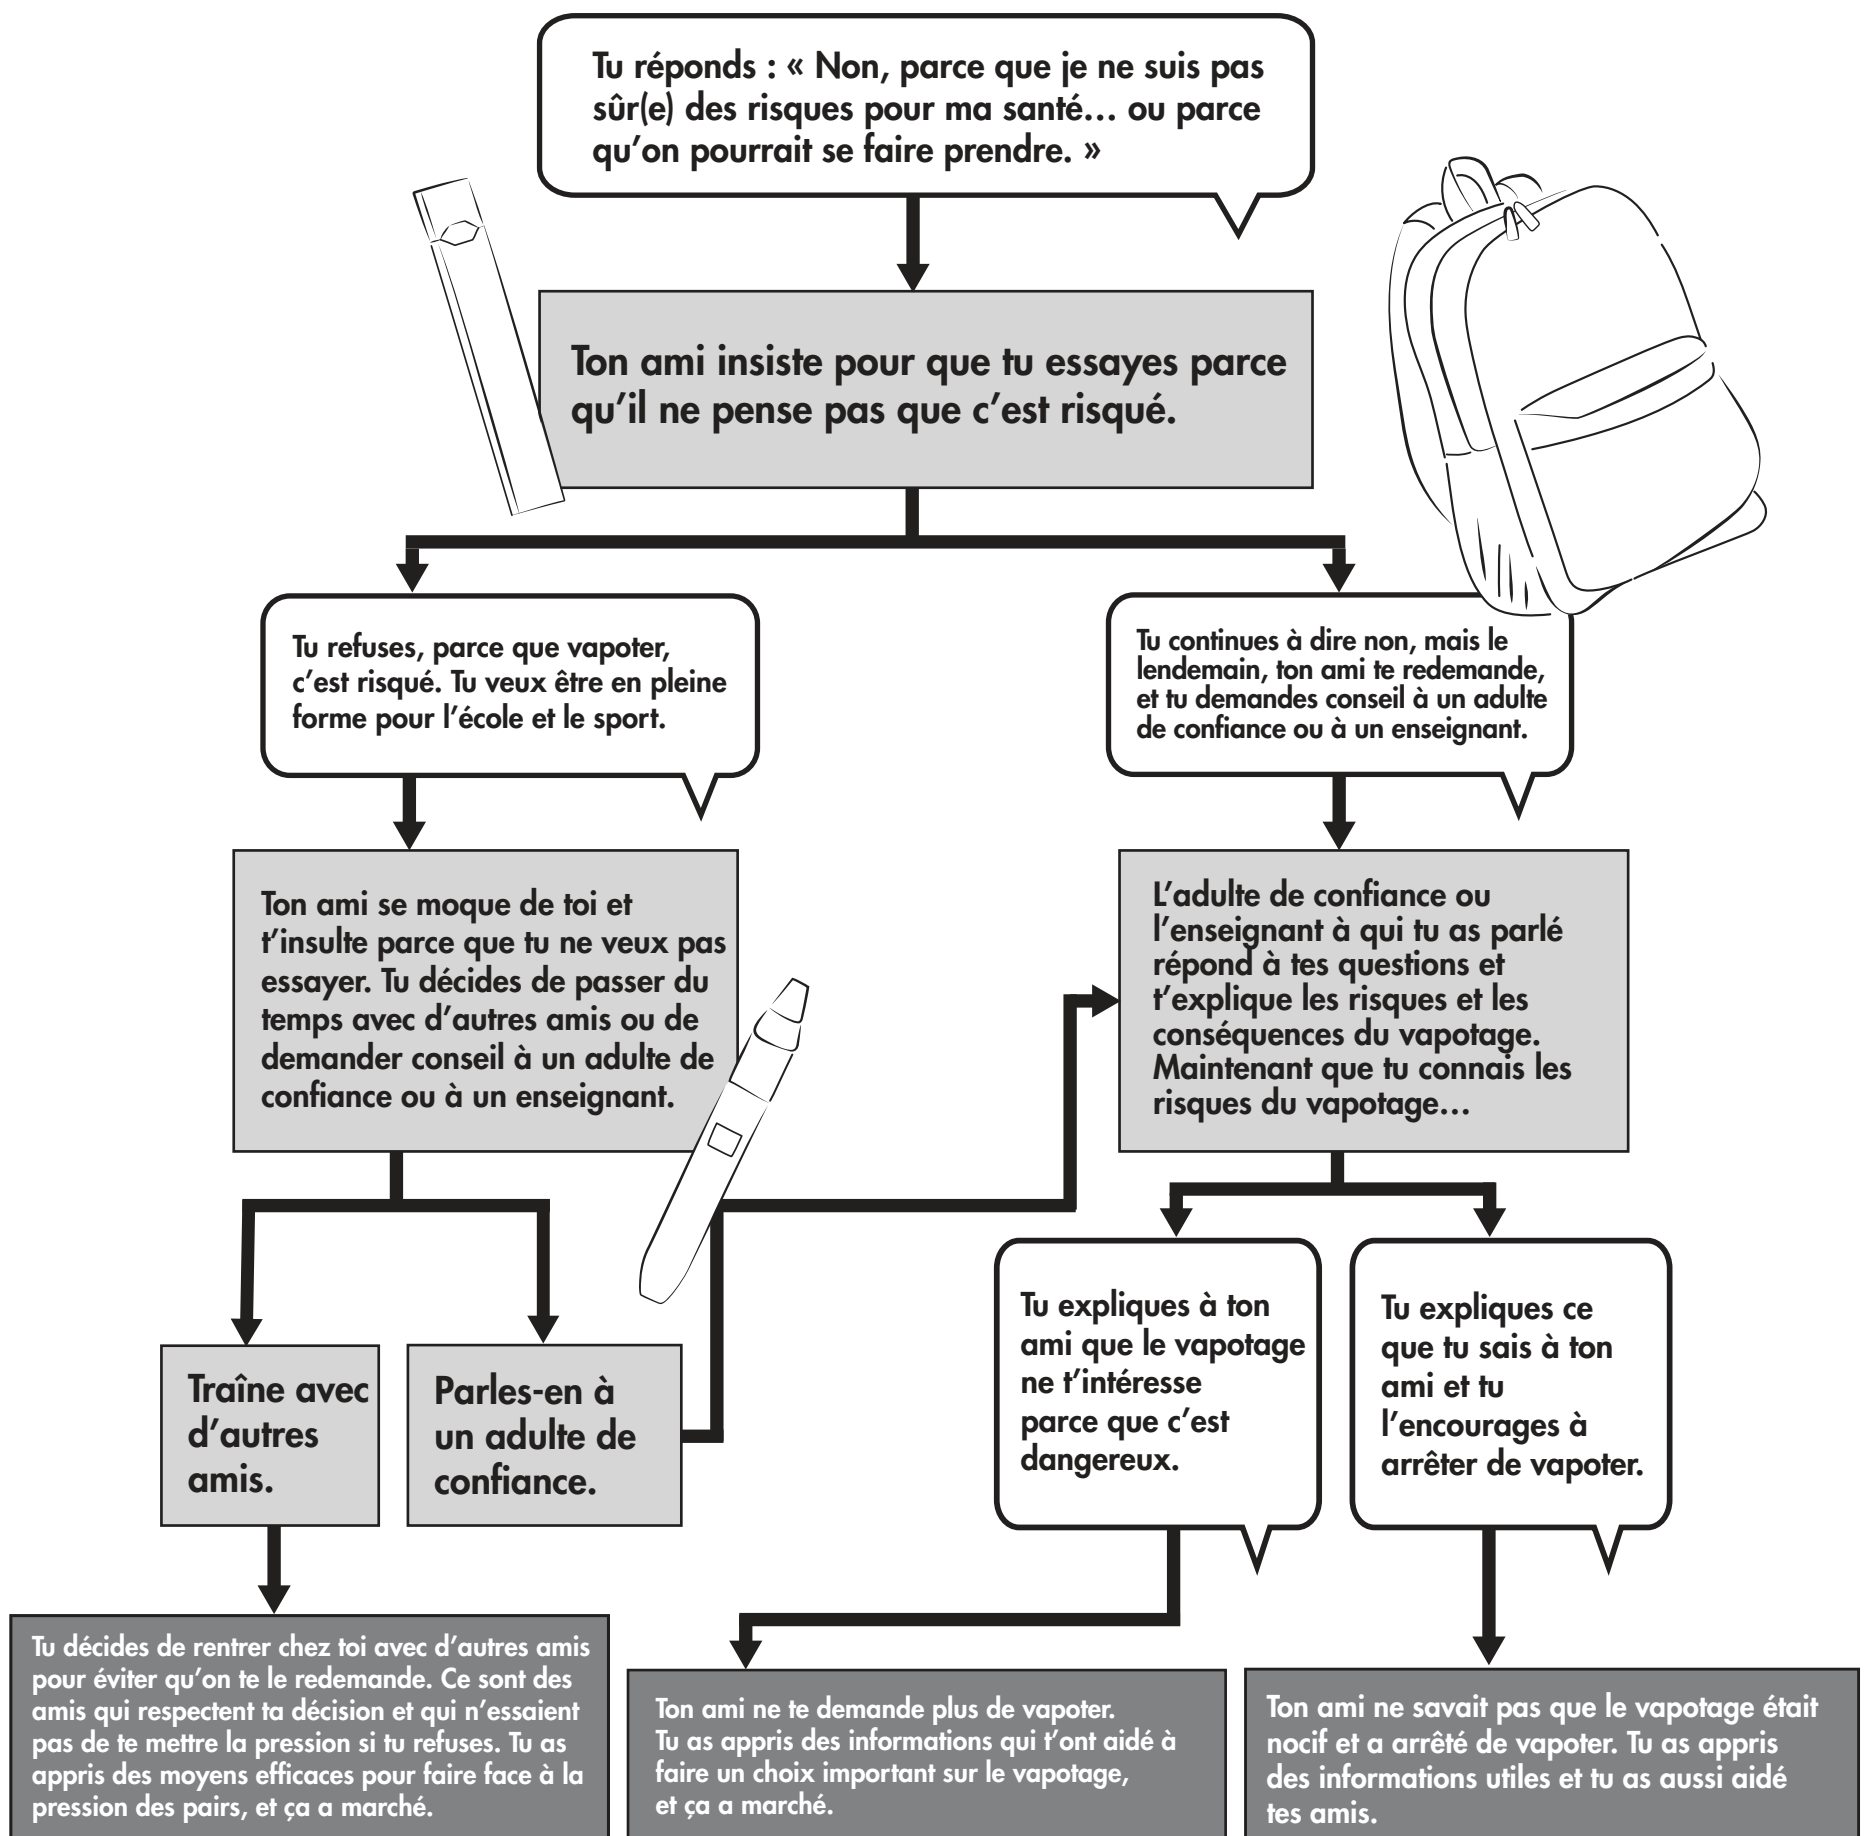 Tu réponds : « Non, parce que je ne suis pas
sûr(e) des risques pour ma santé… ou parce
qu’on pourrait se faire prendre. »
Ton ami insiste pour que tu essayes parce
qu’il ne pense pas que c’est risqué.
Tu refuses, parce que vapoter,
c’est risqué. Tu veux être en pleine
forme pour l’école et le sport.
Tu continues à dire non, mais le
lendemain, ton ami te redemande,
et tu demandes conseil à un adulte
de confiance ou à un enseignant.
Ton ami se moque de toi et
t’insulte parce que tu ne veux pas
essayer. Tu décides de passer du
temps avec d’autres amis ou de
demander conseil à un adulte de
confiance ou à un enseignant.
L’adulte de confiance ou
l’enseignant à qui tu as parlé
répond à tes questions et
t’explique les risques et les
conséquences du vapotage.
Maintenant que tu connais les
risques du vapotage…
Traîne avec
d’autres
amis.
Parles-en à
un adulte de
confiance.
Tu expliques à ton
ami que le vapotage
ne t’intéresse
parce que c’est
dangereux.
Tu expliques ce
que tu sais à ton
ami et tu
l’encourages à
arrêter de vapoter.
Tu décides de rentrer chez toi avec d’autres amis
pour éviter qu’on te le redemande. Ce sont des
amis qui respectent ta décision et qui n’essaient
pas de te mettre la pression si tu refuses. Tu as
appris des moyens efficaces pour faire face à la
pression des pairs, et ça a marché.
Ton ami ne te demande plus de vapoter.
Tu as appris des informations qui t’ont aidé à
faire un choix important sur le vapotage,
et ça a marché.
Ton ami ne savait pas que le vapotage était
nocif et a arrêté de vapoter. Tu as appris
des informations utiles et tu as aussi aidé
tes amis.